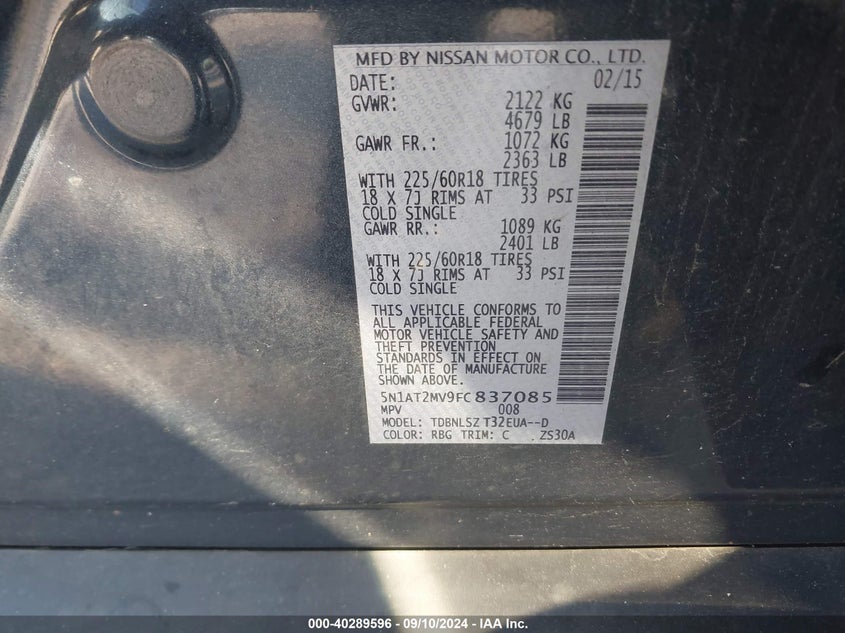 MFD BY NISSAN MOTOR CO., LTD.
DATE: 02/15
GVWR: 2122 KG
4679 LB
GAWR FR.: 1072 KG
2363 LB
WITH 225/60R18 TIRES
18 X 7J RIMS AT 33 PSI
COLD SINGLE
GAWR RR.: 1089 KG
2401 LB
WITH 225/60R18 TIRES
18 X 7J RIMS AT 33 PSI
COLD SINGLE
THIS VEHICLE CONFORMS TO
ALL APPLICABLE FEDERAL
MOTOR VEHICLE SAFETY AND
THEFT PREVENTION
STANDARDS IN EFFECT ON
THE DATE OF MANUFACTURE
SHOWN ABOVE.
5N1AT2MV9FC837085
MPV 008
MODEL: TDBNLSZ T32EUA--D
COLOR: RBG TRIM: C ZS30A
000-40289596 - 09/10/2024 - IAA Inc.